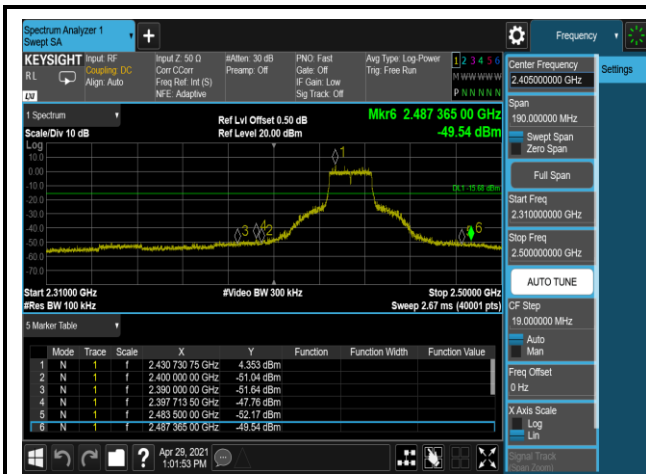 Spectrum Analyzer 1
Swept SA
Frequency
KEYSIGHT
RL
Input: RF
Coupling: DC
Align: Auto
Input Z: 50 Ω
Corr CCorr
Freq Ref: Int (S)
NFE: Adaptive
#Atten: 30 dB
Preamp: Off
PNO: Fast
Gate: Off
IF Gain: Low
Sig Track: Off
Avg Type: Log-Power
Trig: Free Run
1 2 3 4 5 6
M W W W W W
P N N N N N
LXI
1 Spectrum
Scale/Div 10 dB
Ref Lvl Offset 0.50 dB
Ref Level 20.00 dBm
Mkr6 2.487 365 00 GHz
-49.54 dBm
Log
10.0
0.00
-10.0
-20.0
-30.0
-40.0
-50.0
-60.0
-70.0
1
DL1 -15.68 dBm
3
2
6
Start 2.31000 GHz
#Res BW 100 kHz
#Video BW 300 kHz
Stop 2.50000 GHz
Sweep 2.67 ms (40001 pts)
5 Marker Table
Mode Trace Scale X Y Function Function Width Function Value
1 N 1 f 2.430 730 75 GHz 4.353 dBm
2 N 1 f 2.400 000 00 GHz -51.04 dBm
3 N 1 f 2.390 000 00 GHz -51.64 dBm
4 N 1 f 2.397 713 50 GHz -47.76 dBm
5 N 1 f 2.483 500 00 GHz -52.17 dBm
6 N 1 f 2.487 365 00 GHz -49.54 dBm
Apr 29, 2021
1:01:53 PM
Center Frequency
2.405000000 GHz
Span
190.000000 MHz
Swept Span
Zero Span
Full Span
Start Freq
2.310000000 GHz
Stop Freq
2.500000000 GHz
AUTO TUNE
CF Step
19.000000 MHz
Auto
Man
Freq Offset
0 Hz
X Axis Scale
Log
Lin
Signal Track
(Span Zoom)
Settings